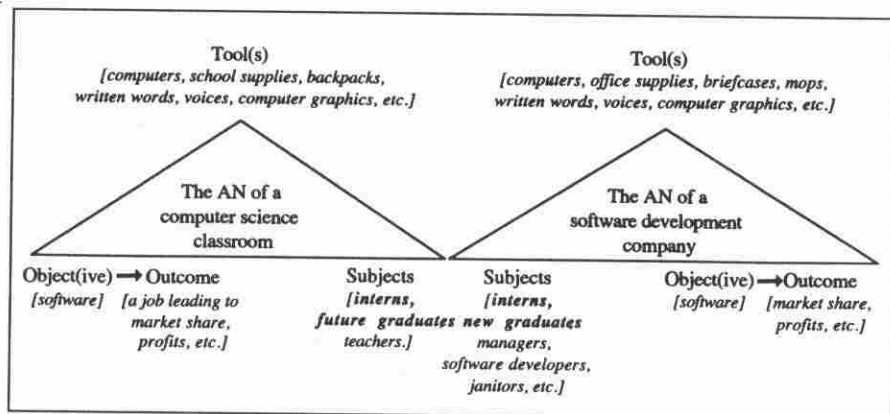 Tool(s)
[computers, school supplies, backpacks,
written words, voices, computer graphics, etc.]
Tool(s)
[computers, office supplies, briefcases, mops,
written words, voices, computer graphics, etc.]
The AN of a
computer science
classroom
The AN of a
software development
company
Object(ive) → Outcome
[software] [a job leading to
market share,
profits, etc.]
Subjects
[interns,
future graduates
teachers.]
Subjects
[interns,
new graduates
managers,
software developers,
janitors, etc.]
Object(ive) → Outcome
[software] [market share,
profits, etc.]